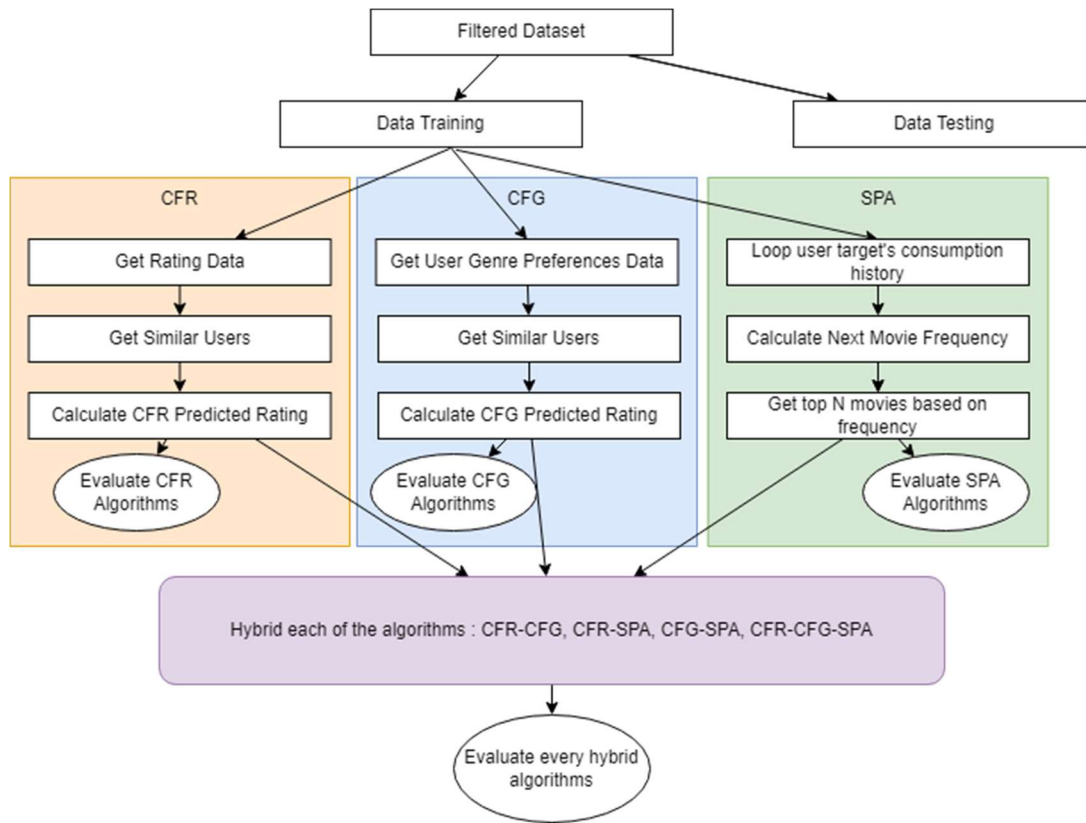 Filtered Dataset
Data Training
Data Testing
CFR
CFG
SPA
Get Rating Data
Get User Genre Preferences Data
Loop user target's consumption
history
Get Similar Users
Get Similar Users
Calculate Next Movie Frequency
Calculate CFR Predicted Rating
Calculate CFG Predicted Rating
Get top N movies based on
frequency
Evaluate CFR
Algorithms
Evaluate CFG
Algorithms
Evaluate SPA
Algorithms
Hybrid each of the algorithms : CFR-CFG, CFR-SPA, CFG-SPA, CFR-CFG-SPA
Evaluate every hybrid
algorithms